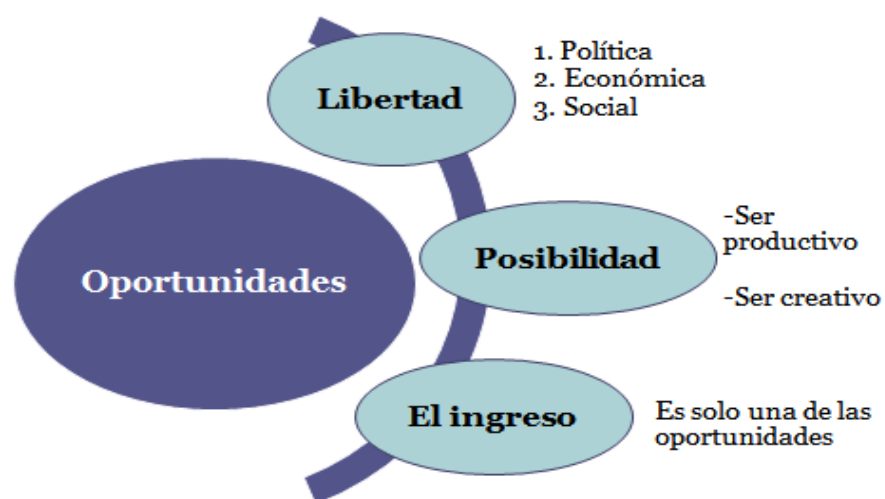 Libertad
1. Política
2. Económica
3. Social
Oportunidades
Posibilidad
-Ser
productivo
-Ser creativo
El ingreso
Es solo una de las
oportunidades